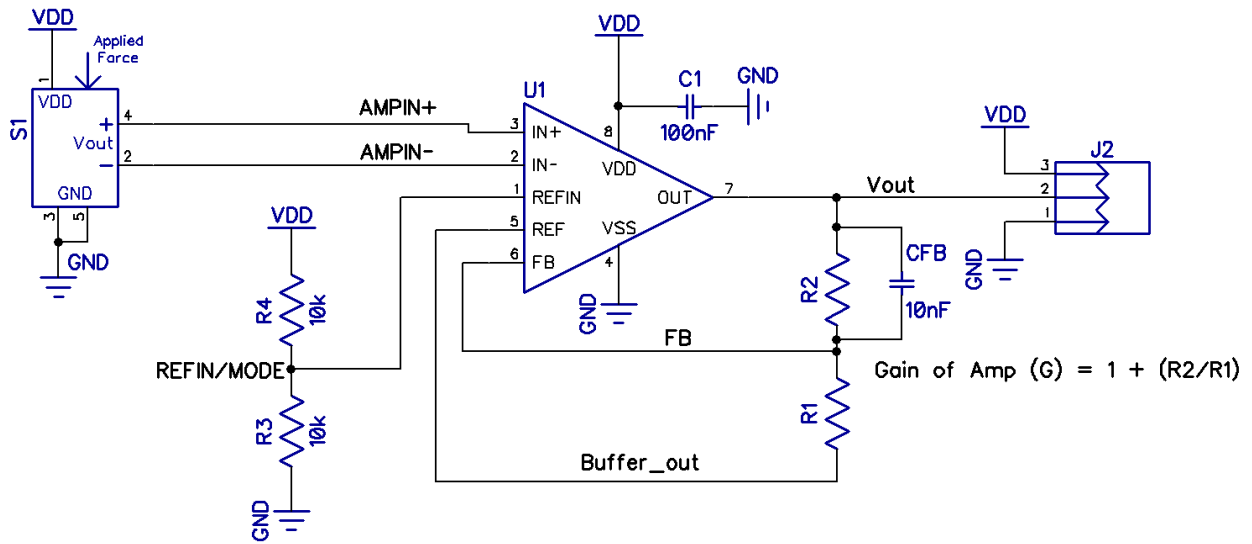 VDD
Applied
Farce
1
VDD
S1
+
Vout
-
4
2
GND
3
5
GND
AMPIN+
AMPIN-
VDD
R4
10k
REFIN/MODE
R3
10k
GND
U1
3
IN+
2
IN-
1
REFIN
5
REF
6
FB
VDD
8
VDD
C1
100nF
GND
OUT
7
VSS
4
GND
Vout
VDD
J2
3
2
1
GND
R2
CFB
10nF
FB
Gain of Amp (G) = 1 + (R2/R1)
R1
Buffer_out